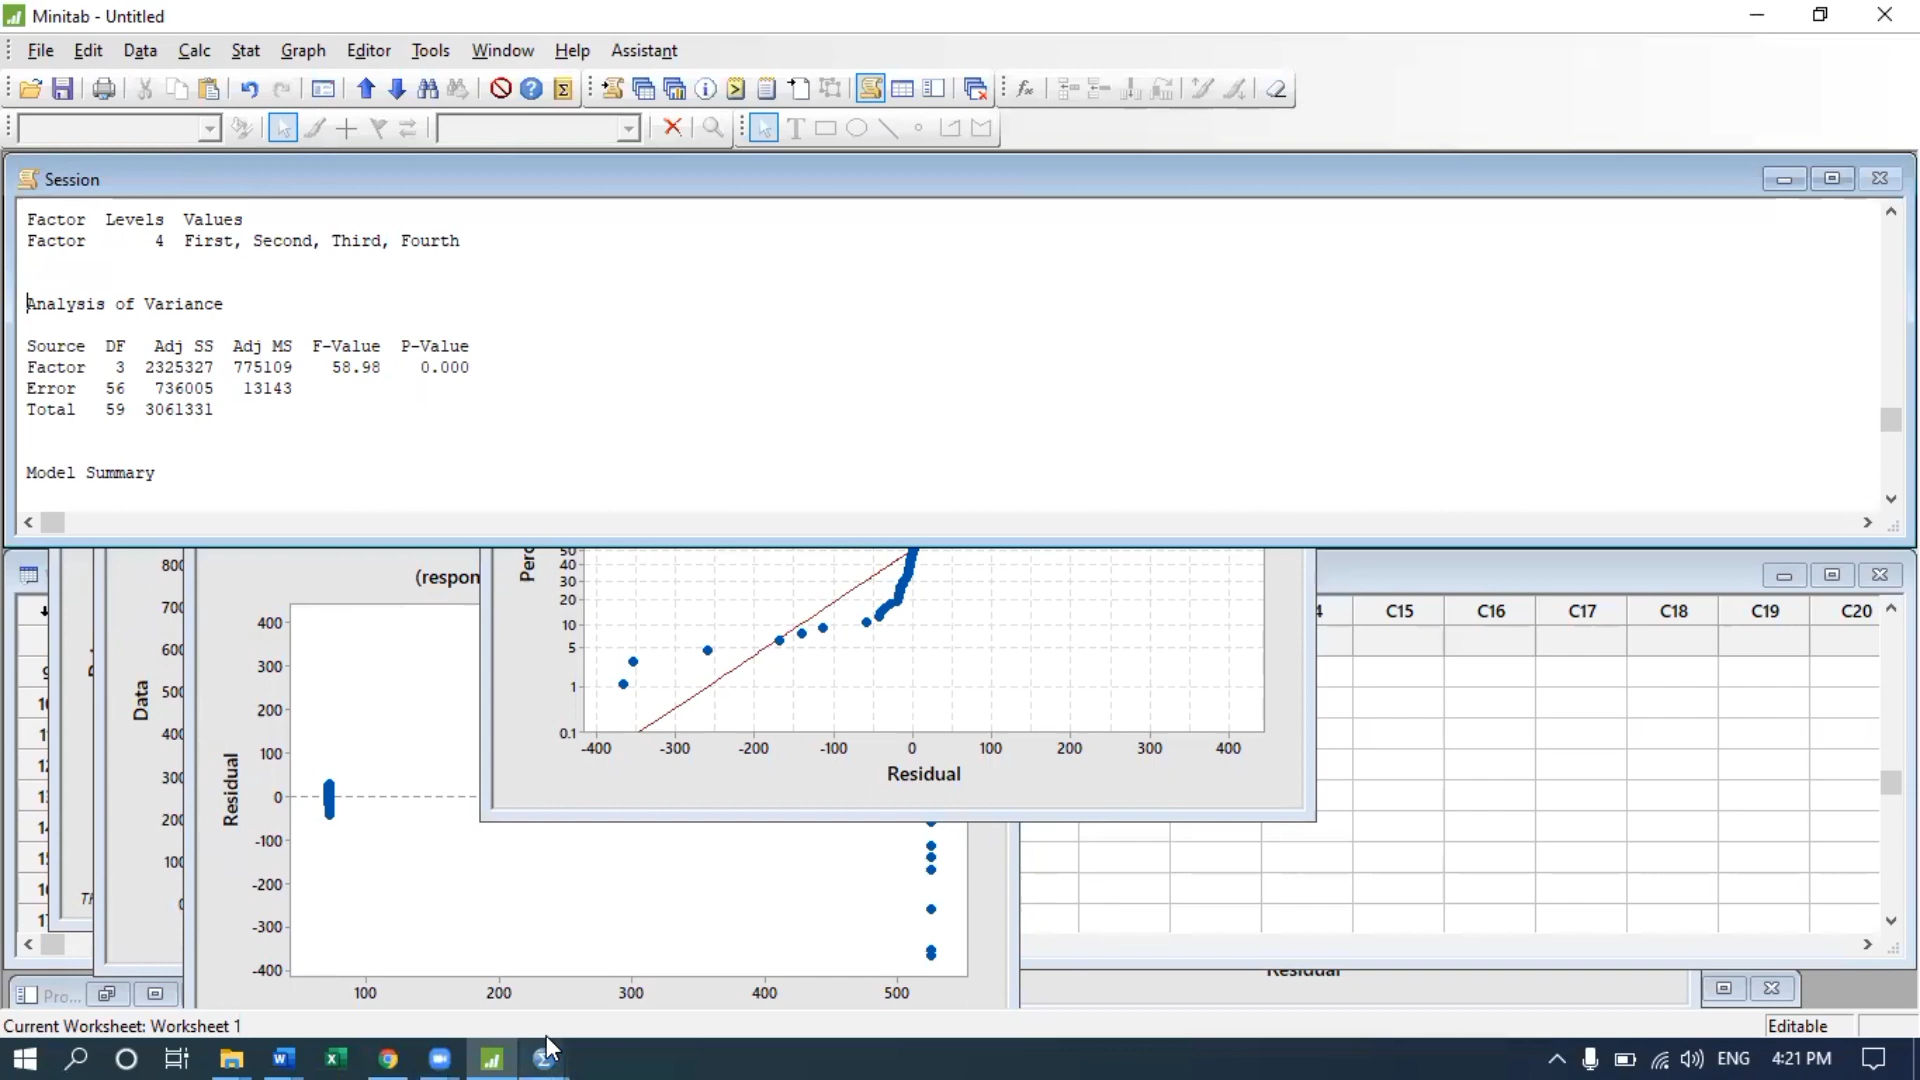 Minitab - Untitled
File Edit Data Calc Stat Graph Editor Tools Window Help Assistant
Session
Factor Levels Values
Factor 4 First, Second, Third, Fourth
Analysis of Variance
Source DF Adj SS Adj MS F-Value P-Value
Factor 3 2325327 775109 58.98 0.000
Error 56 736005 13143
Total 59 3061331
Model Summary
(respon
Data
Residual
400
300
200
100
0
-100
-200
-300
-400
100 200 300 400 500
50
40
30
20
10
5
1
0.1
-400 -300 -200 -100 0 100 200 300 400
Residual
C15 C16 C17 C18 C19 C20
Pro...
Current Worksheet: Worksheet 1
Editable
ENG 4:21 PM